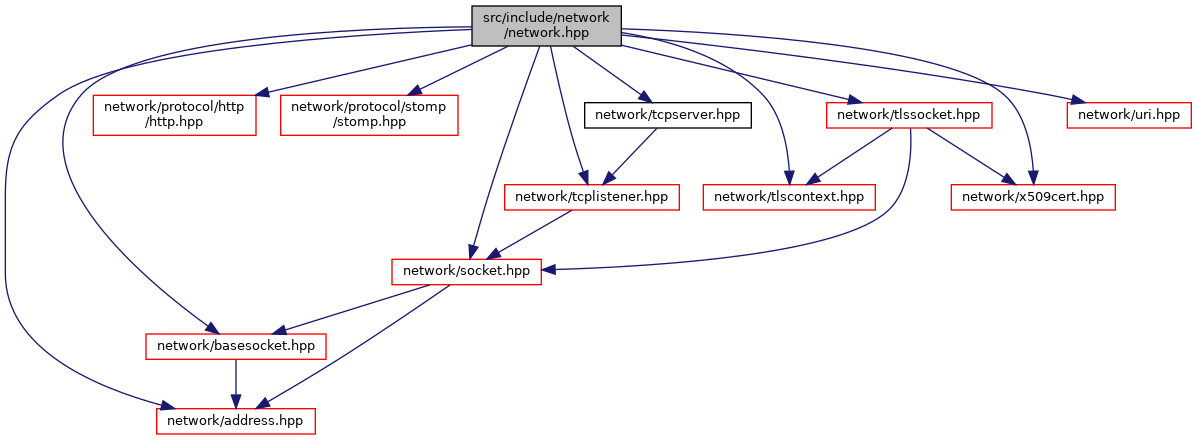 src/include/network
/network.hpp
network/protocol/http
/http.hpp
network/protocol/stomp
/stomp.hpp
network/tcpserver.hpp
network/tlssocket.hpp
network/uri.hpp
network/tcplistener.hpp
network/tlscontext.hpp
network/x509cert.hpp
network/socket.hpp
network/basesocket.hpp
network/address.hpp